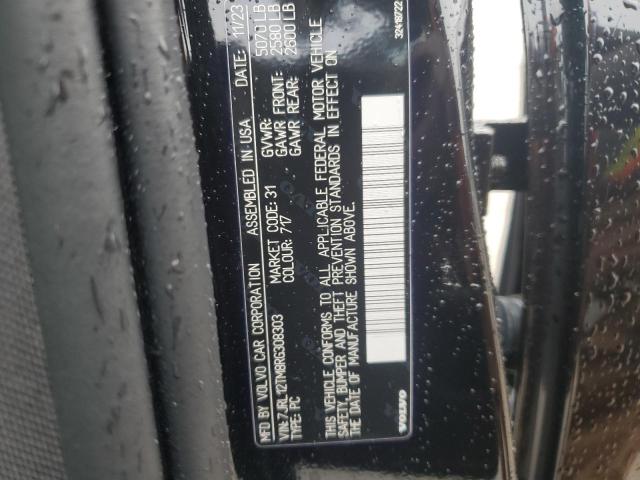 MFD BY VOLVO CAR CORPORATION ASSEMBLED IN USA DATE: 11/23
VIN: 7JRL12TM8RG308303 MARKET CODE: 31 GVWR: 5070 LB
TYPE: PC COLOUR: 717 GAWR FRONT: 2580 LB
GAWR REAR: 2600 LB
THIS VEHICLE CONFORMS TO ALL APPLICABLE FEDERAL MOTOR VEHICLE
SAFETY, BUMPER AND THEFT PREVENTION STANDARDS IN EFFECT ON
THE DATE OF MANUFACTURE SHOWN ABOVE.
VOLVO 32418722